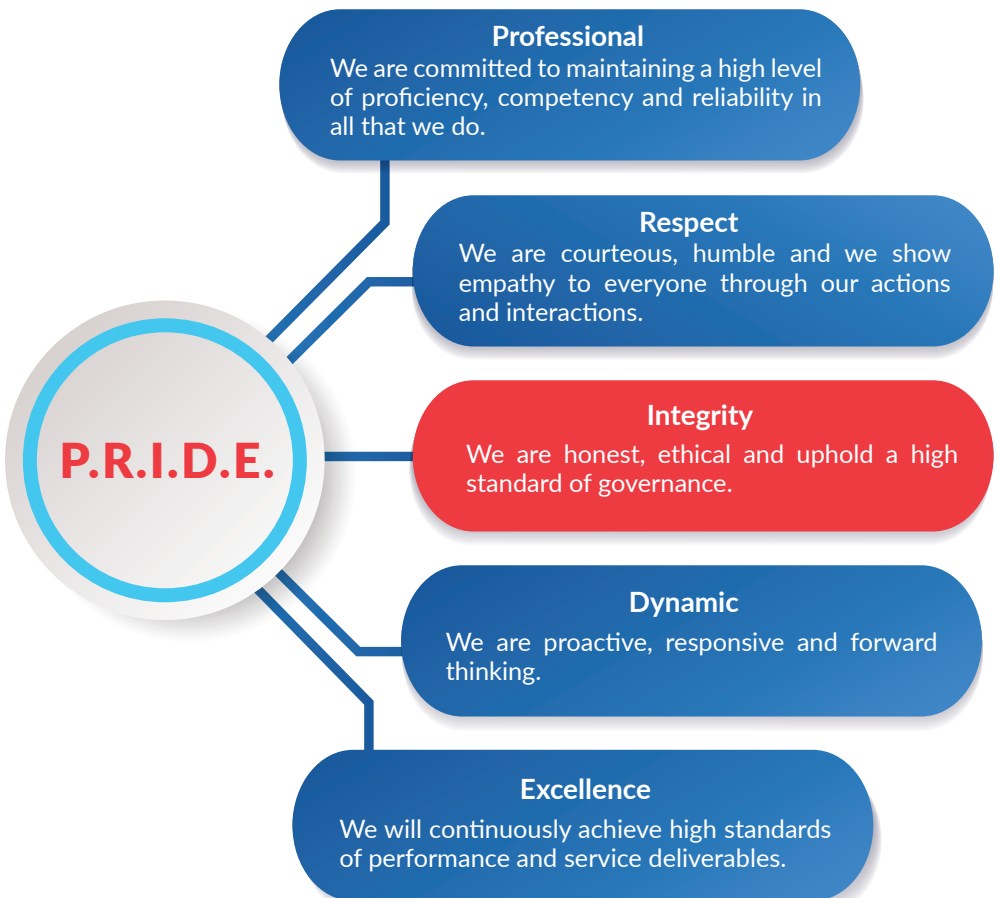 Professional
We are committed to maintaining a high level
of proficiency, competency and reliability in
all that we do.
Respect
We are courteous, humble and we show
empathy to everyone through our actions
and interactions.
P.R.I.D.E.
Integrity
We are honest, ethical and uphold a high
standard of governance.
Dynamic
We are proactive, responsive and forward
thinking.
Excellence
We will continuously achieve high standards
of performance and service deliverables.